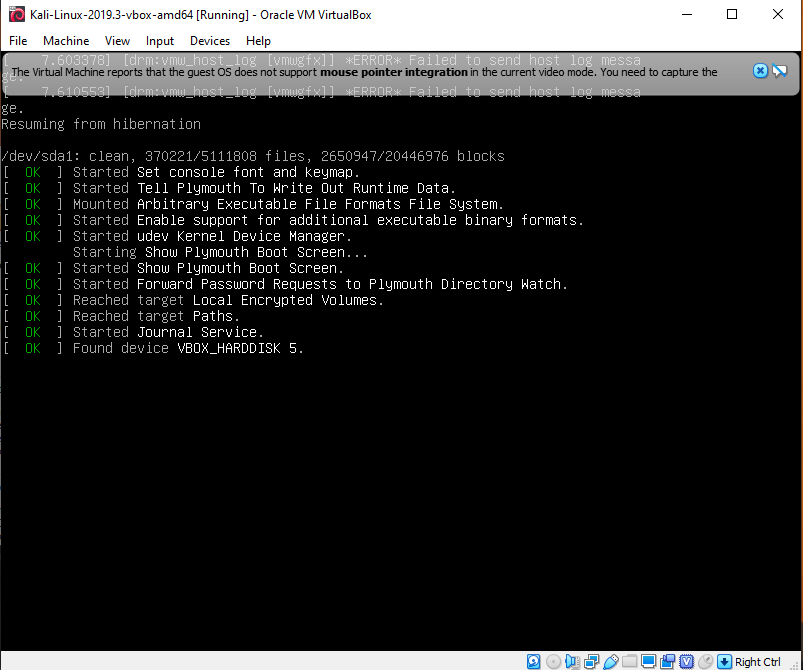 Kali-Linux-2019.3-vbox-amd64 [Running] - Oracle VM VirtualBox
File Machine View Input Devices Help
[ 7.603378] [drm:vmw_host_log [vmwgfx]] *ERROR* Failed to send host log messa
The Virtual Machine reports that the guest OS does not support mouse pointer integration in the current video mode. You need to capture the
ge.
[ 7.610553] [drm:vmw_host_log [vmwgfx]] *ERROR* Failed to send host log messa
ge.
Resuming from hibernation
/dev/sda1: clean, 370221/5111808 files, 2650947/20446976 blocks
[ OK ] Started Set console font and keymap.
[ OK ] Started Tell Plymouth To Write Out Runtime Data.
[ OK ] Mounted Arbitrary Executable File Formats File System.
[ OK ] Started Enable support for additional executable binary formats.
[ OK ] Started udev Kernel Device Manager.
Starting Show Plymouth Boot Screen...
[ OK ] Started Show Plymouth Boot Screen.
[ OK ] Started Forward Password Requests to Plymouth Directory Watch.
[ OK ] Reached target Local Encrypted Volumes.
[ OK ] Reached target Paths.
[ OK ] Started Journal Service.
[ OK ] Found device VBOX_HARDDISK 5.
Right Ctrl